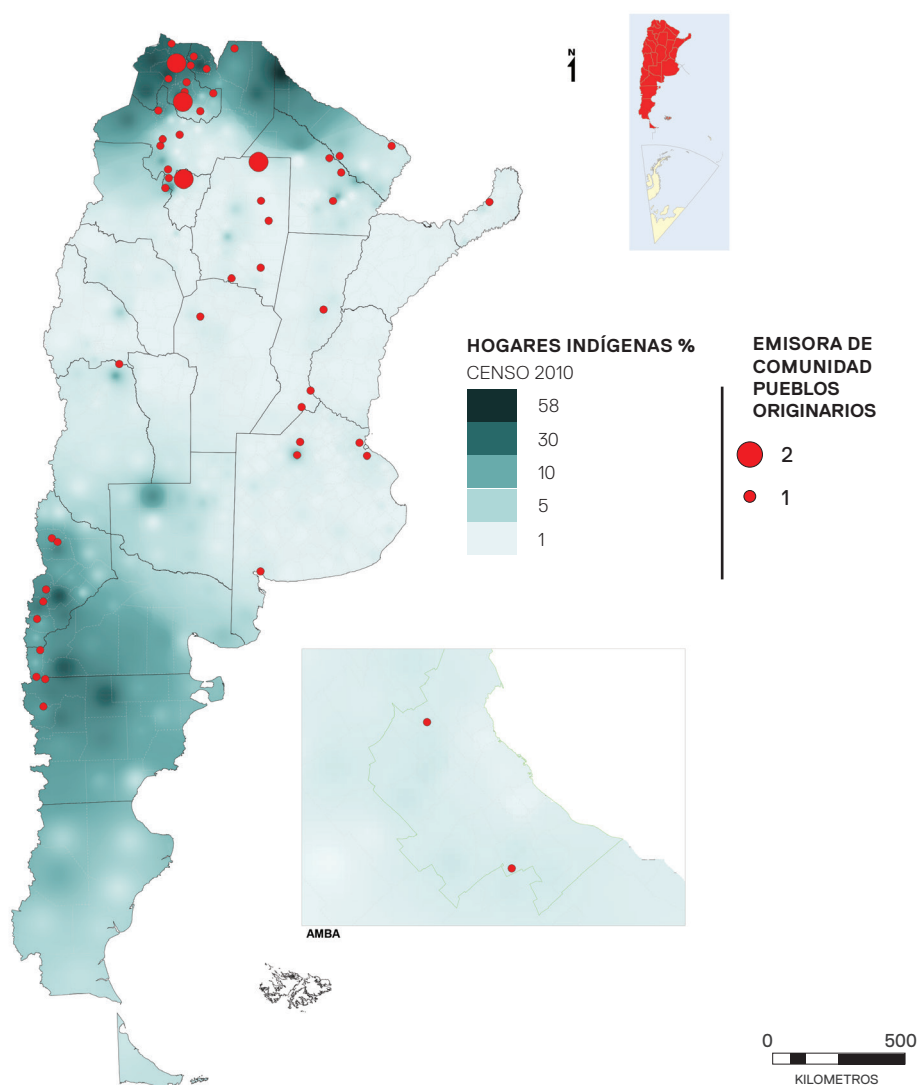 N
HOGARES INDÍGENAS %
CENSO 2010
58
30
10
5
1
EMISORA DE
COMUNIDAD
PUEBLOS
ORIGINARIOS
2
1
AMBA
0 500
KILOMETROS